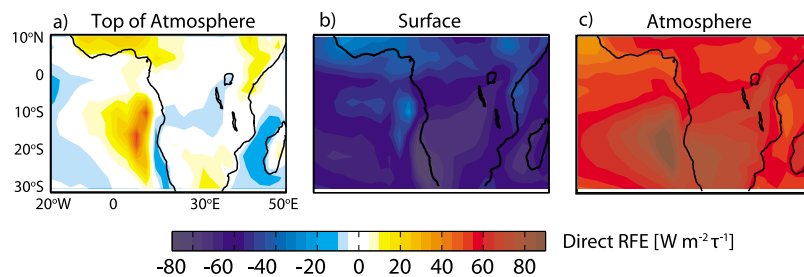 a) Top of Atmosphere
b) Surface
c) Atmosphere
10°N
0
10°S
20°S
30°S
20°W 0 30°E 50°E
-80 -60 -40 -20 0 20 40 60 80
Direct RFE [W m⁻² τ⁻¹]